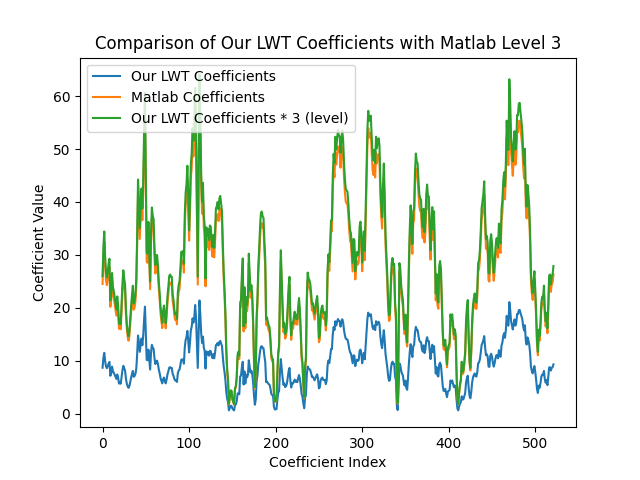 Comparison of Our LWT Coefficients with Matlab Level 3
Our LWT Coefficients
Matlab Coefficients
Our LWT Coefficients * 3 (level)
Coefficient Value
60
50
40
30
20
10
0
0 100 200 300 400 500
Coefficient Index